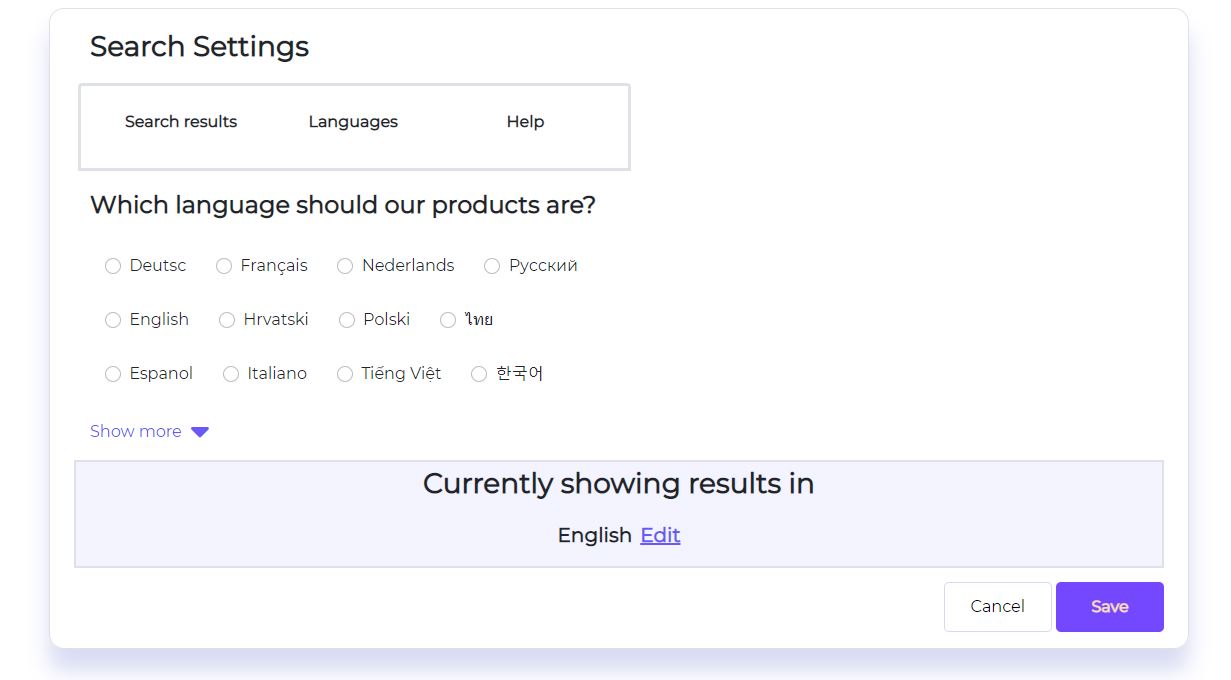 Search Settings
Search results Languages Help
Which language should our products are?
Deutsc Français Nederlands Русский
English Hrvatski Polski ไทย
Espanol Italiano Tiếng Việt 한국어
Show more
Currently showing results in
English Edit
Cancel Save